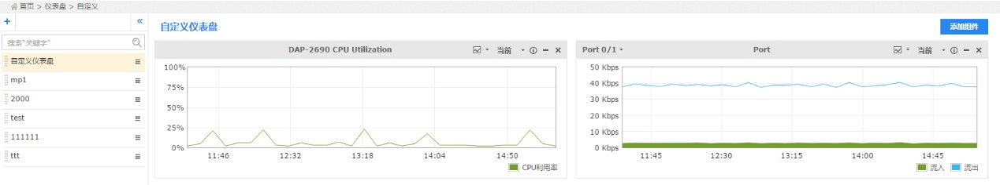 首页 > 仪表盘 > 自定义
+
«
搜索"关键字"
自定义仪表盘
mp1
2000
test
111111
ttt
自定义仪表盘
添加组件
DAP-2690 CPU Utilization
当前
100%
75%
50%
25%
0%
11:46 12:32 13:18 14:04 14:50
CPU利用率
Port 0/1
Port
当前
50 Kbps
40 Kbps
30 Kbps
20 Kbps
10 Kbps
0 Kbps
11:45 12:30 13:15 14:00 14:45
流入 流出